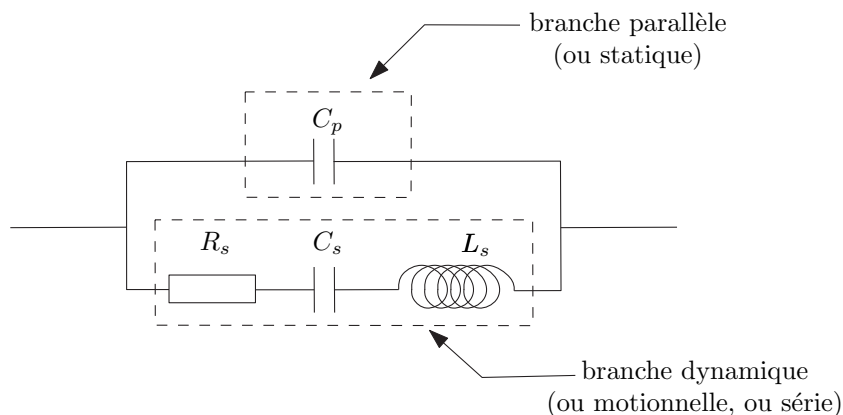 branche parallèle
(ou statique)
C_p
R_s
C_s
L_s
branche dynamique
(ou motionnelle, ou série)